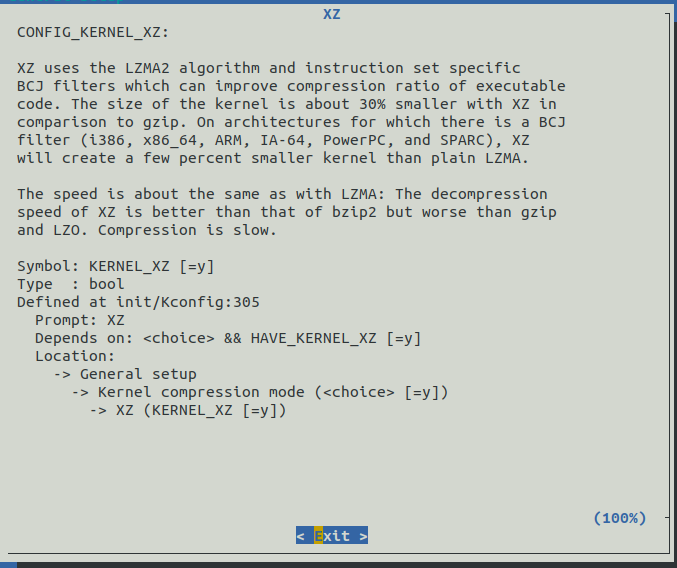 XZ
CONFIG_KERNEL_XZ:
XZ uses the LZMA2 algorithm and instruction set specific
BCJ filters which can improve compression ratio of executable
code. The size of the kernel is about 30% smaller with XZ in
comparison to gzip. On architectures for which there is a BCJ
filter (i386, x86_64, ARM, IA-64, PowerPC, and SPARC), XZ
will create a few percent smaller kernel than plain LZMA.
The speed is about the same as with LZMA: The decompression
speed of XZ is better than that of bzip2 but worse than gzip
and LZO. Compression is slow.
Symbol: KERNEL_XZ [=y]
Type  : bool
Defined at init/Kconfig:305
  Prompt: XZ
  Depends on: <choice> && HAVE_KERNEL_XZ [=y]
  Location:
    -> General setup
      -> Kernel compression mode (<choice> [=y])
        -> XZ (KERNEL_XZ [=y])
(100%)
< Exit >